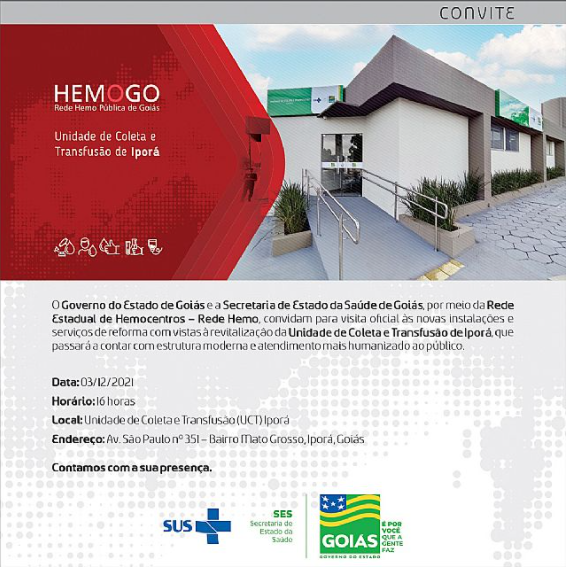 CONVITE
HEMOGO
Rede Hemo Pública de Goiás
Unidade de Coleta e
Transfusão de Iporá
O Governo do Estado de Goiás e a Secretaria de Estado da Saúde de Goiás, por meio da Rede
Estadual de Hemocentros – Rede Hemo, convidam para visita oficial às novas instalações e
serviços de reforma com vistas à revitalização da Unidade de Coleta e Transfusão de Iporá, que
passará a contar com estrutura moderna e atendimento mais humanizado ao público.
Data: 03/12/2021
Horário: 16 horas
Local: Unidade de Coleta e Transfusão (UCT) Iporá
Endereço: Av. São Paulo nº 351 – Bairro Mato Grosso, Iporá, Goiás
Contamos com a sua presença.
SUS
SES
Secretaria de
Estado da
Saúde
GOIÁS
GOVERNO DO ESTADO
É POR
VOCÊ
QUE A
GENTE
FAZ